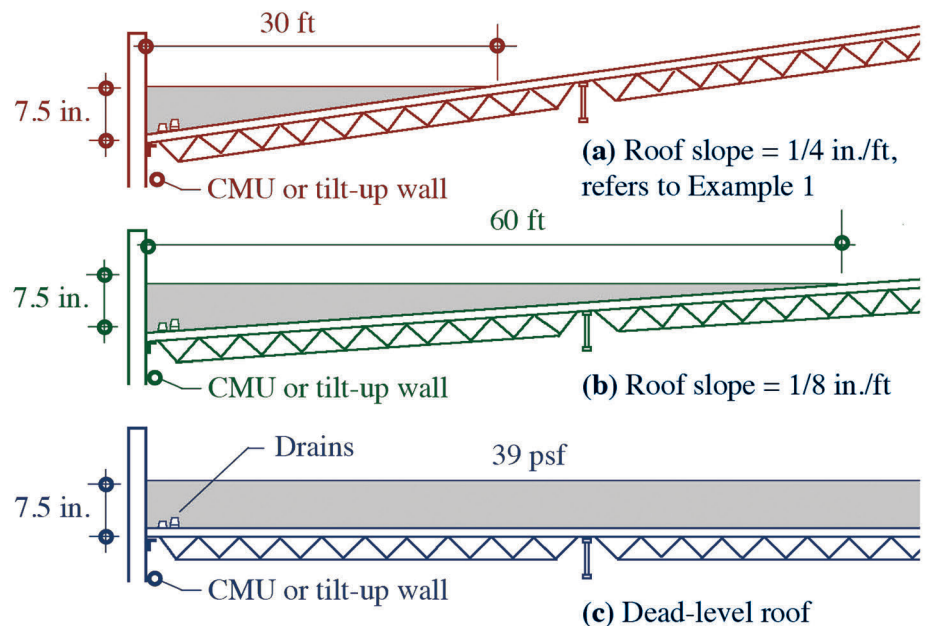 30 ft
7.5 in.
(a) Roof slope = 1/4 in./ft,
refers to Example 1
CMU or tilt-up wall
60 ft
7.5 in.
CMU or tilt-up wall
(b) Roof slope = 1/8 in./ft
Drains
39 psf
7.5 in.
CMU or tilt-up wall
(c) Dead-level roof